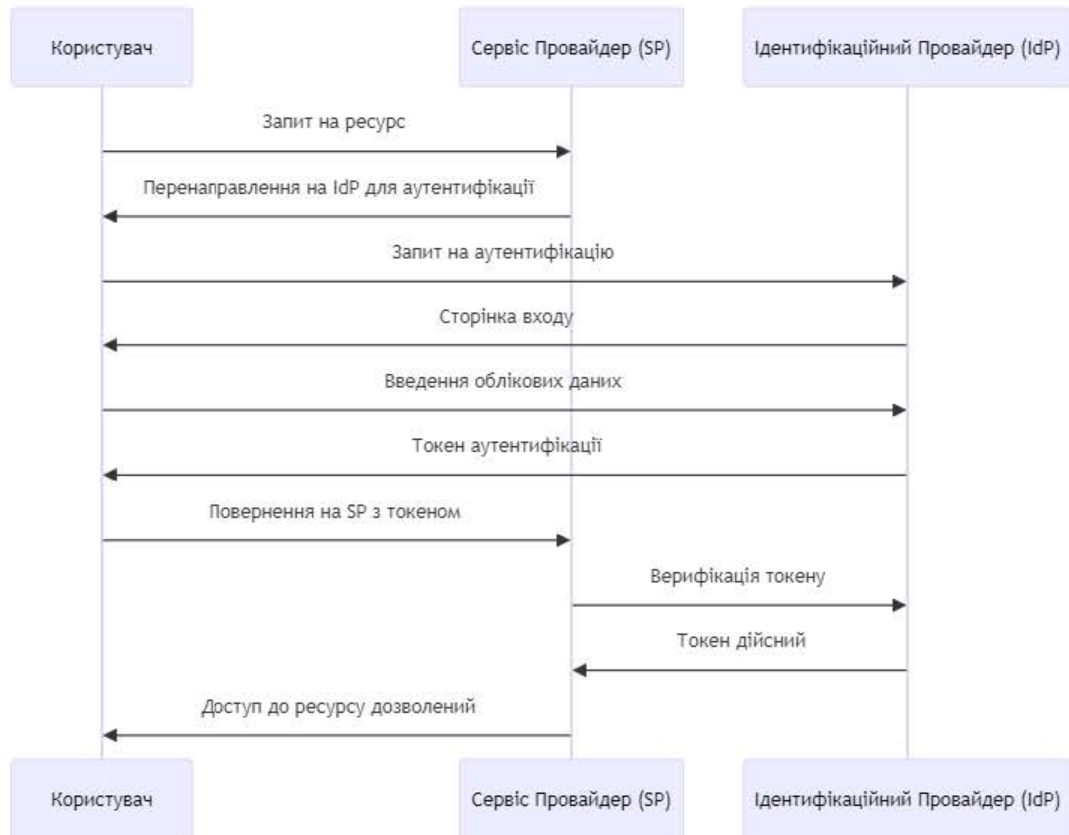 Користувач
Сервіс Провайдер (SP)
Ідентифікаційний Провайдер (IdP)
Запит на ресурс
Перенаправлення на IdP для аутентифікації
Запит на аутентифікацію
Сторінка входу
Введення облікових даних
Токен аутентифікації
Повернення на SP з токеном
Верифікація токену
Токен дійсний
Доступ до ресурсу дозволений
Користувач
Сервіс Провайдер (SP)
Ідентифікаційний Провайдер (IdP)